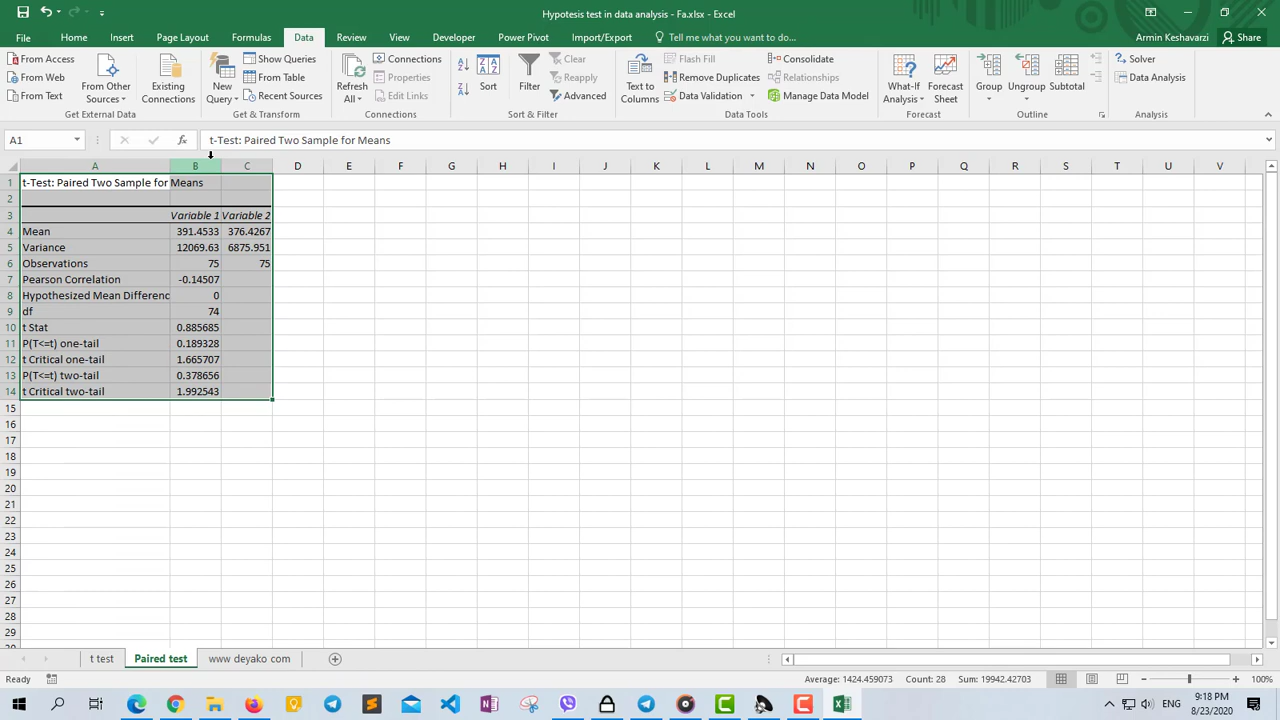 Hypotesis test in data analysis - Fa.xlsx - Excel
File Home Insert Page Layout Formulas Data Review View Developer Power Pivot Import/Export Tell me what you want to do... Armin Keshavarzi Share
From Access
From Web
From Text
From Other Sources
Existing Connections
Get External Data
New Query
Show Queries
From Table
Recent Sources
Get & Transform
Refresh All
Connections
Properties
Edit Links
Connections
Sort
Filter
Clear
Reapply
Advanced
Sort & Filter
Text to Columns
Flash Fill
Remove Duplicates
Data Validation
Consolidate
Relationships
Manage Data Model
Data Tools
What-If Analysis
Forecast Sheet
Forecast
Group
Ungroup
Subtotal
Outline
Solver
Data Analysis
Analysis
A1 fx t-Test: Paired Two Sample for Means
A B C D E F G H I J K L M N O P Q R S T U V
1 t-Test: Paired Two Sample for Means
2
3 Variable 1 Variable 2
4 Mean 391.4533 376.4267
5 Variance 12069.63 6875.951
6 Observations 75 75
7 Pearson Correlation -0.14507
8 Hypothesized Mean Differenc 0
9 df 74
10 t Stat 0.885685
11 P(T<=t) one-tail 0.189328
12 t Critical one-tail 1.665707
13 P(T<=t) two-tail 0.378656
14 t Critical two-tail 1.992543
15
16
17
18
19
20
21
22
23
24
25
26
27
28
29
t test Paired test www deyako com
Ready Average: 1424.459073 Count: 28 Sum: 19942.42703 100%
ENG 9:18 PM
8/23/2020